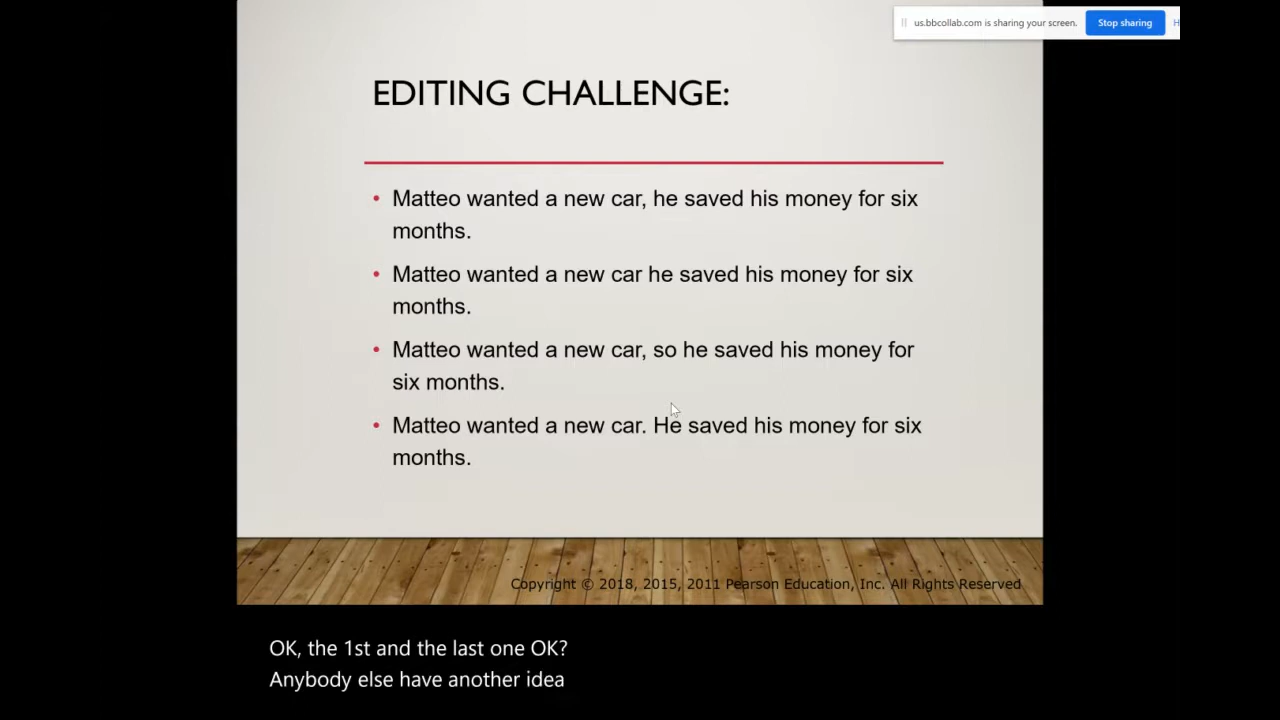 us.bbcollab.com is sharing your screen.
Stop sharing
H
EDITING CHALLENGE:
• Matteo wanted a new car, he saved his money for six
months.
• Matteo wanted a new car he saved his money for six
months.
• Matteo wanted a new car, so he saved his money for
six months.
• Matteo wanted a new car. He saved his money for six
months.
Copyright © 2018, 2015, 2011 Pearson Education, Inc. All Rights Reserved
OK, the 1st and the last one OK?
Anybody else have another idea